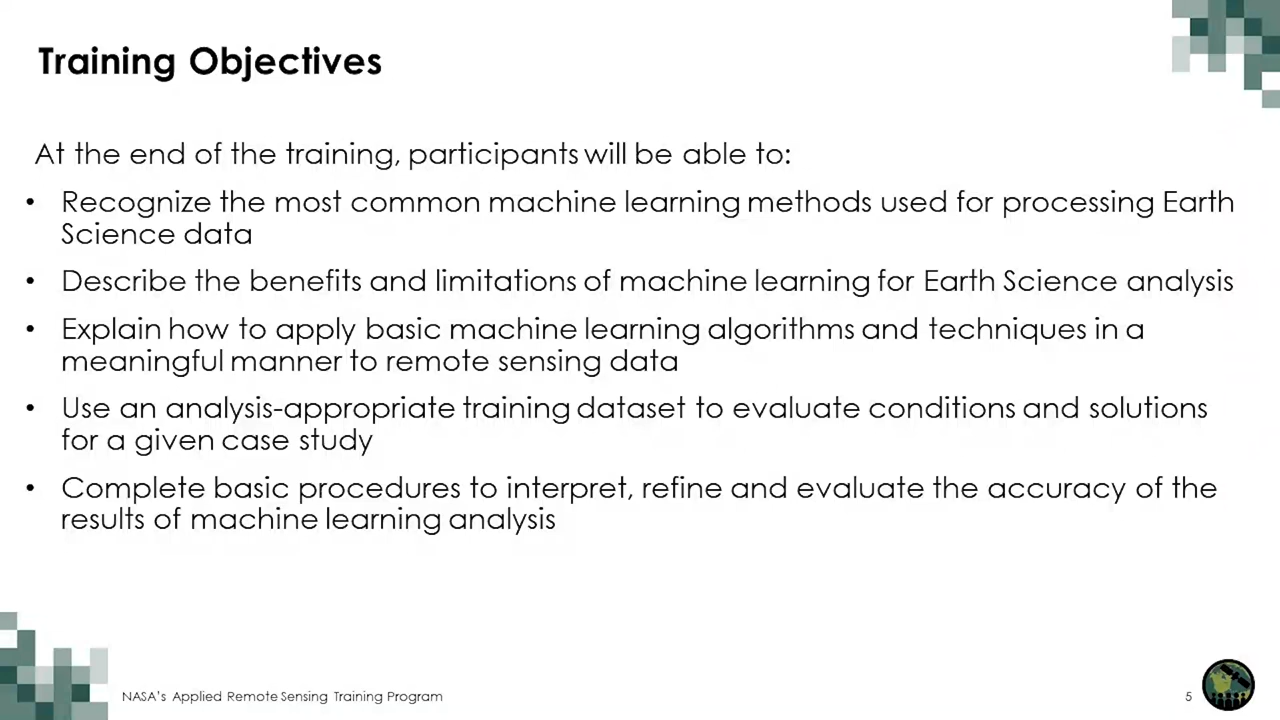 Training Objectives
At the end of the training, participants will be able to:
• Recognize the most common machine learning methods used for processing Earth
Science data
• Describe the benefits and limitations of machine learning for Earth Science analysis
• Explain how to apply basic machine learning algorithms and techniques in a
meaningful manner to remote sensing data
• Use an analysis-appropriate training dataset to evaluate conditions and solutions
for a given case study
• Complete basic procedures to interpret, refine and evaluate the accuracy of the
results of machine learning analysis
NASA's Applied Remote Sensing Training Program
5